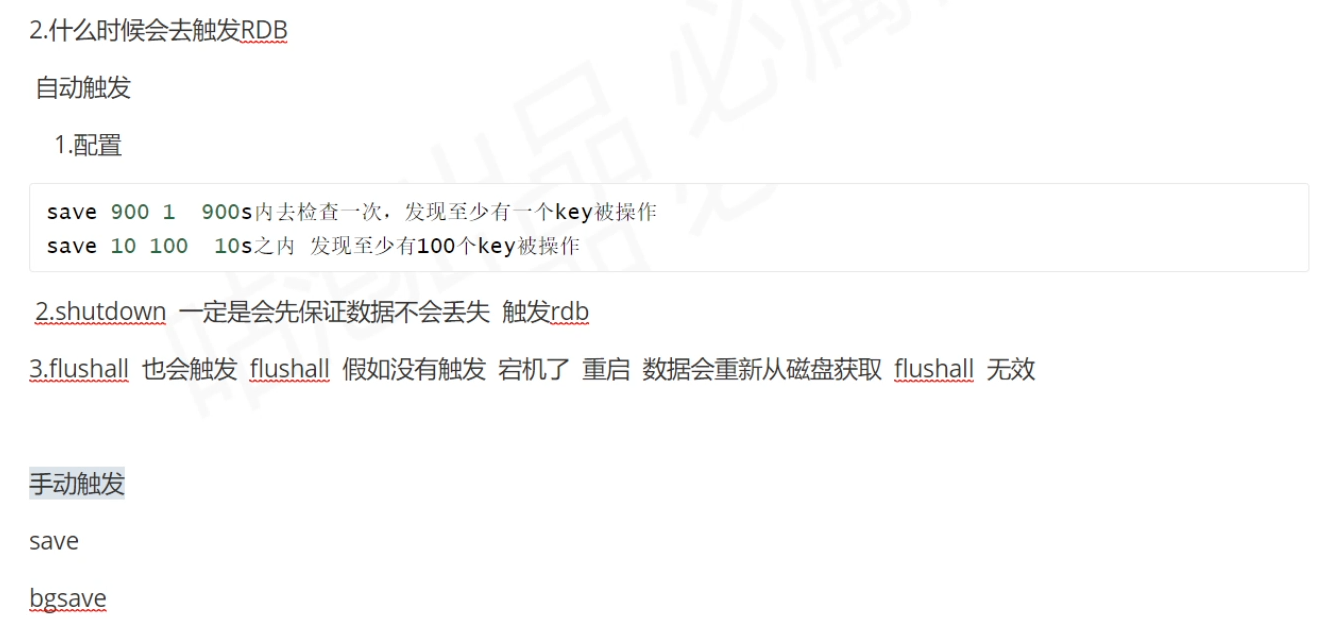 2.什么时候会去触发RDB
自动触发
1.配置
save 900 1  900s内去检查一次，发现至少有一个key被操作
save 10 100  10s之内 发现至少有100个key被操作
2.shutdown 一定是会先保证数据不会丢失 触发rdb
3.flushall 也会触发 flushall 假如没有触发 宕机了 重启 数据会重新从磁盘获取 flushall 无效
手动触发
save
bgsave